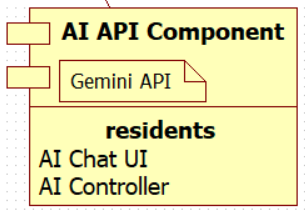 AI API Component
Gemini API
residents
AI Chat UI
AI Controller